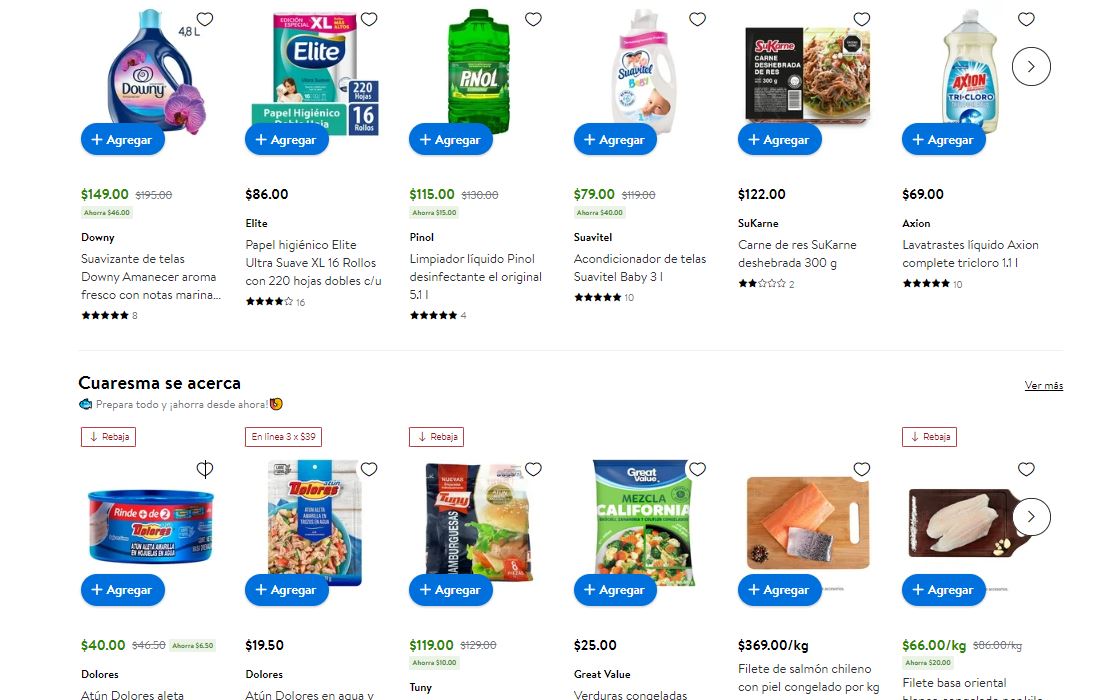 4,8 L
Downy
EDICIÓN ESPECIAL XL
Elite
Ultra Suave
220 Hojas
16 Rollos
Papel Higiénico
PiNOL
Suavitel
BABY
SuKarne
CARNE DESHEBRADA DE RES
300 g
AXION
TRI-CLORO
+ Agregar + Agregar + Agregar + Agregar + Agregar + Agregar
$149.00 $195.00
Ahorra $46.00
Downy
Suavizante de telas
Downy Amanecer aroma
fresco con notas marina...
8
$86.00
Elite
Papel higiénico Elite
Ultra Suave XL 16 Rollos
con 220 hojas dobles c/u
16
$115.00 $130.00
Ahorra $15.00
Pinol
Limpiador líquido Pinol
desinfectante el original
5.1 l
4
$79.00 $119.00
Ahorra $40.00
Suavitel
Acondicionador de telas
Suavitel Baby 3 l
10
$122.00
SuKarne
Carne de res SuKarne
deshebrada 300 g
2
$69.00
Axion
Lavatrastes líquido Axion
complete tricloro 1.1 l
10
Cuaresma se acerca
Ver más
Prepara todo y ¡ahorra desde ahora!
Rebaja
En línea 3 x $39
Rebaja
Rebaja
Rinde + de 2
Dolores
ATÚN ALETA AMARILLA EN HOJUELAS EN AGUA
Dolores
ATÚN ALETA AMARILLA EN TROZOS EN AGUA
NUEVAS
Tuny
HAMBURGUESAS
8 PIEZAS
Great Value
MEZCLA
CALIFORNIA
+ Agregar + Agregar + Agregar + Agregar + Agregar + Agregar
$40.00 $46.50 Ahorra $6.50
Dolores
Atún Dolores aleta
$19.50
Dolores
Atún Dolores en agua y
$119.00 $129.00
Ahorra $10.00
Tuny
$25.00
Great Value
Verduras congeladas
$369.00/kg
Filete de salmón chileno
con piel congelado por kg
$66.00/kg $86.00/kg
Ahorra $20.00
Filete basa oriental
blanco congelado por kilo